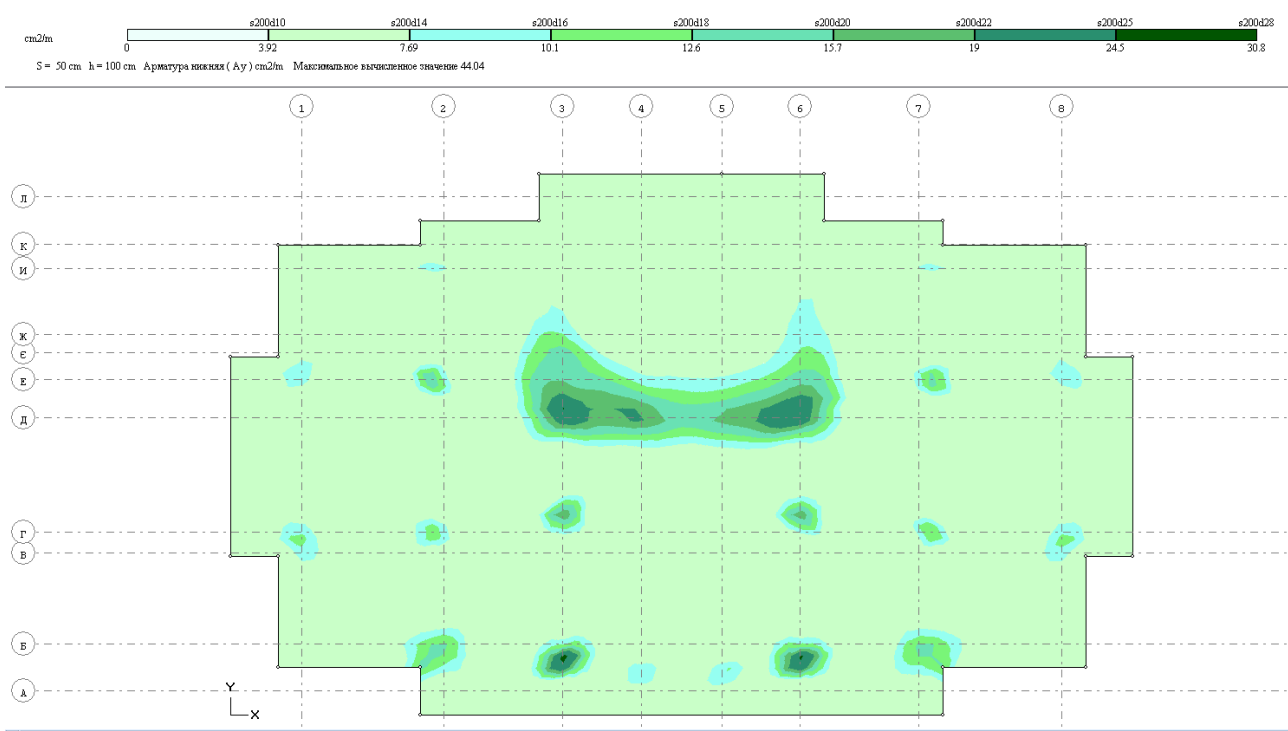 s200d10 s200d14 s200d16 s200d18 s200d20 s200d22 s200d25 s200d28
cm2/m
0 3.92 7.69 10.1 12.6 15.7 19 24.5 30.8
S = 50 cm h = 100 cm Арматура нижняя ( Ay ) cm2/m Максимальное вычисленное значение 44.04
1 2 3 4 5 6 7 8
Л
К
И
Ж
Є
Е
Д
Г
В
Б
А
Y
X